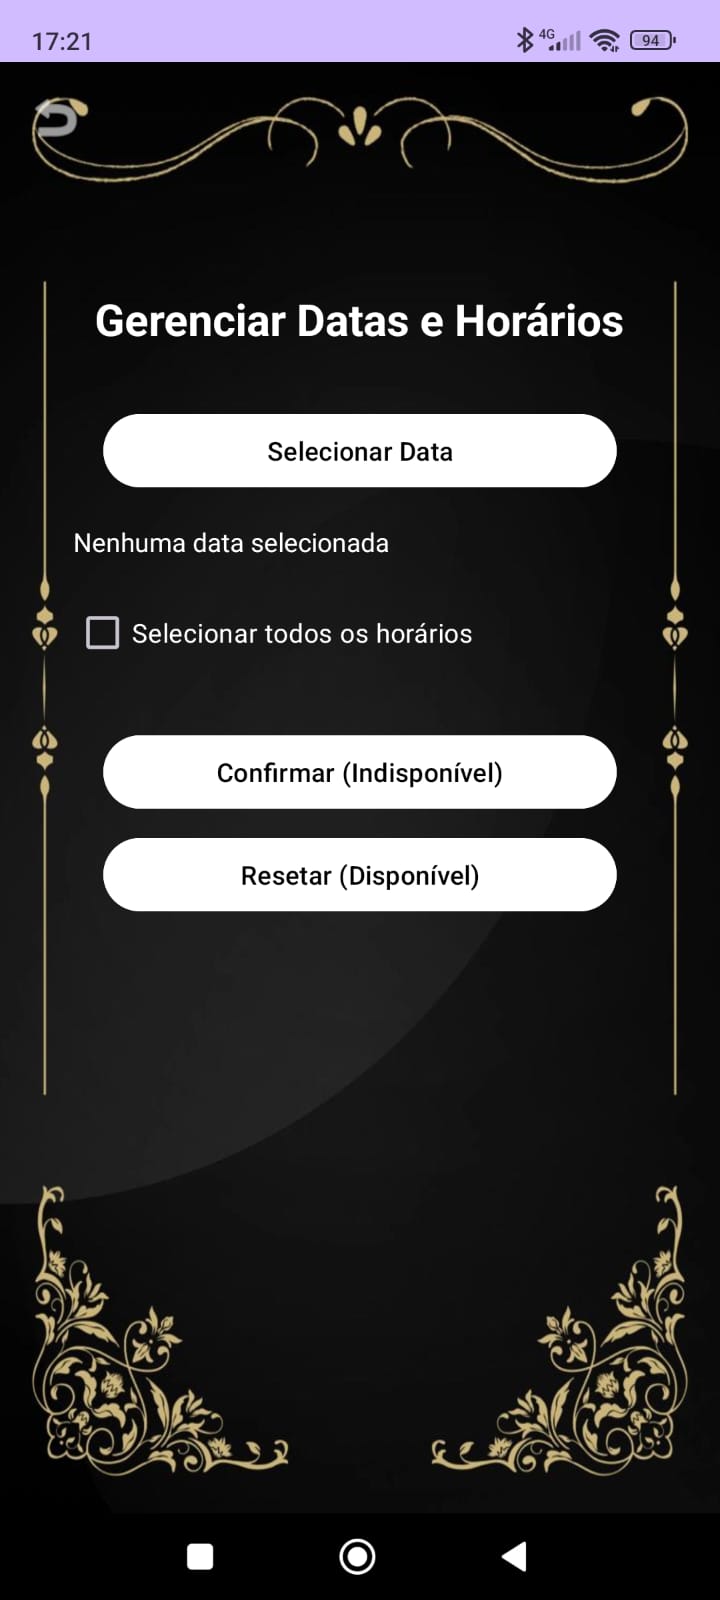 17:21
4G
94
Gerenciar Datas e Horários
Selecionar Data
Nenhuma data selecionada
Selecionar todos os horários
Confirmar (Indisponível)
Resetar (Disponível)